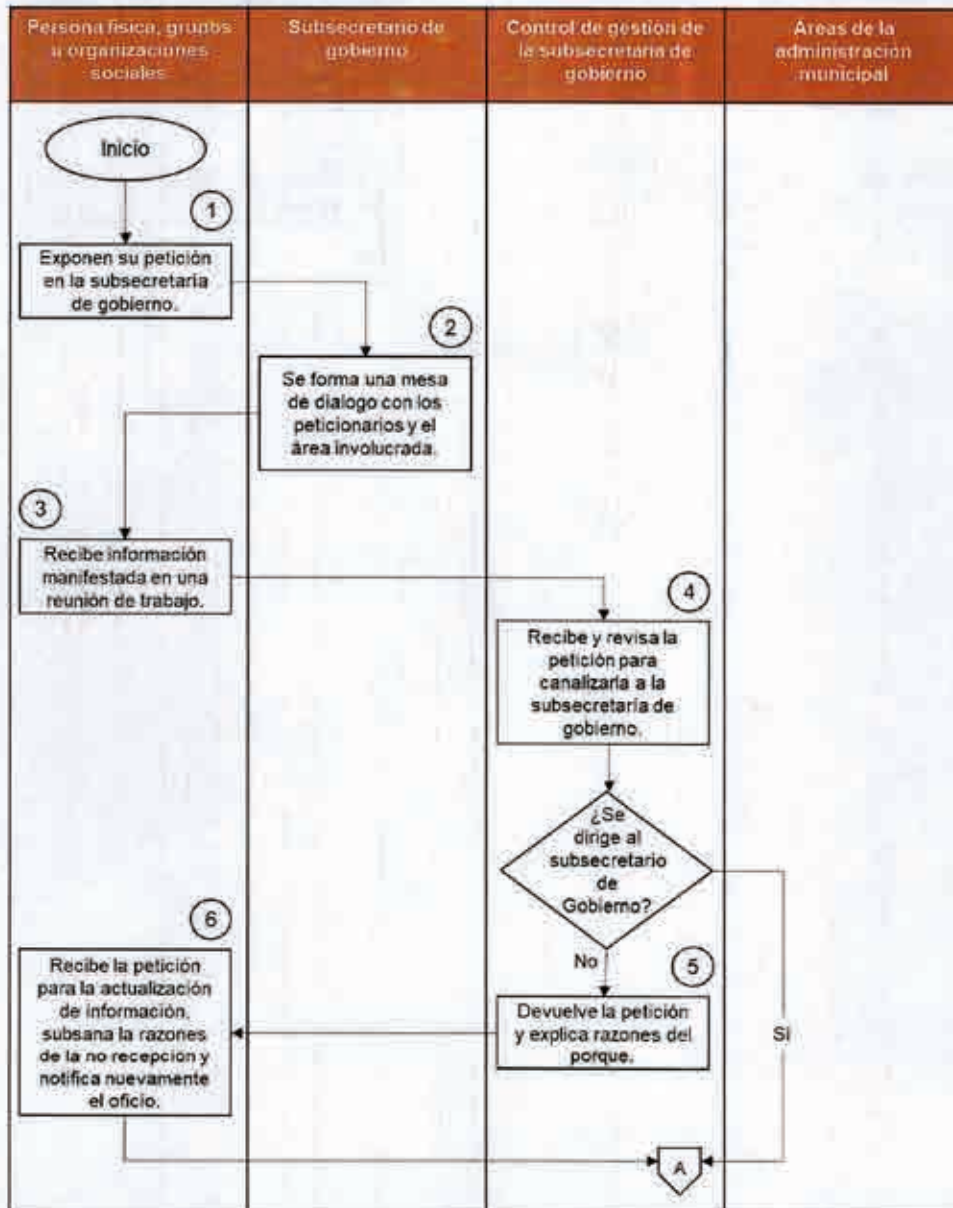 Persona física, grupos
u organizaciones
sociales
Subsecretario de
gobierno
Control de gestión de
la subsecretaria de
gobierno
Areas de la
administración
municipal
Inicio
1
Exponen su petición
en la subsecretaría
de gobierno.
2
Se forma una mesa
de dialogo con los
peticionarios y el
área involucrada.
3
Recibe información
manifestada en una
reunión de trabajo.
4
Recibe y revisa la
petición para
canalizarla a la
subsecretaría de
gobierno.
¿Se
dirige al
subsecretario
de
Gobierno?
No
Si
5
Devuelve la petición
y explica razones del
porque.
6
Recibe la petición
para la actualización
de información,
subsana la razones
de la no recepción y
notifica nuevamente
el oficio.
A